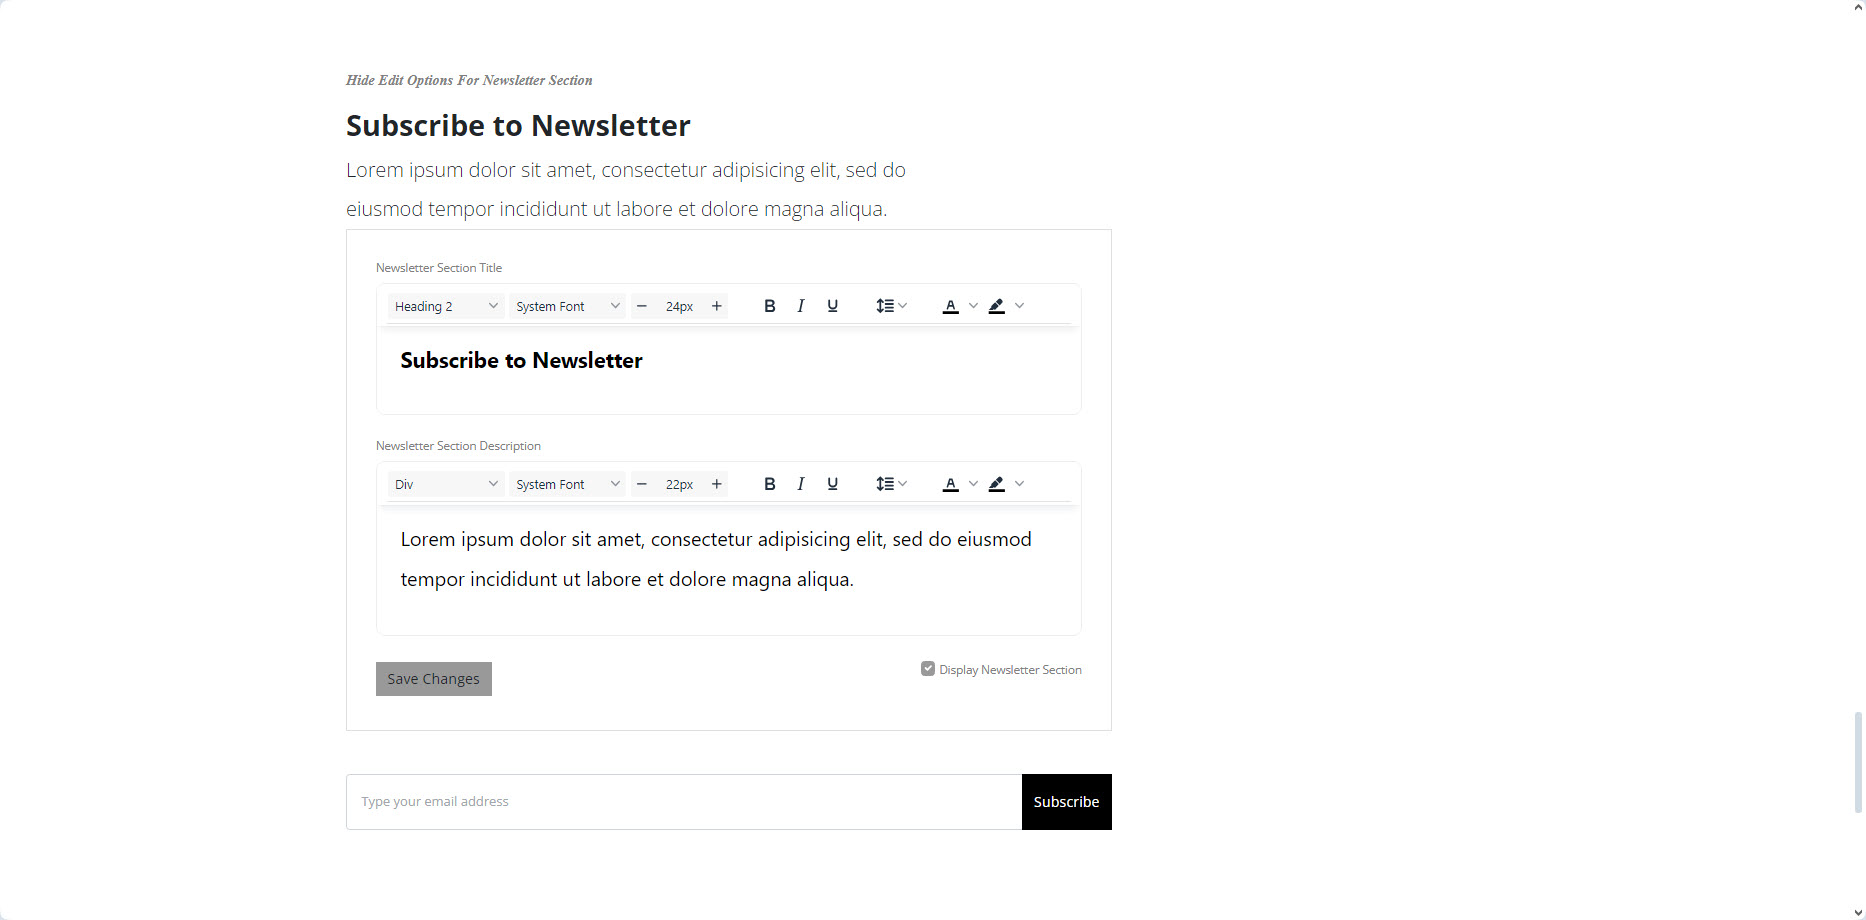 Hide Edit Options For Newsletter Section
Subscribe to Newsletter
Lorem ipsum dolor sit amet, consectetur adipisicing elit, sed do
eiusmod tempor incididunt ut labore et dolore magna aliqua.
Newsletter Section Title
Heading 2 System Font − 24px + B I U A
Subscribe to Newsletter
Newsletter Section Description
Div System Font − 22px + B I U A
Lorem ipsum dolor sit amet, consectetur adipisicing elit, sed do eiusmod
tempor incididunt ut labore et dolore magna aliqua.
Save Changes
Display Newsletter Section
Type your email address
Subscribe